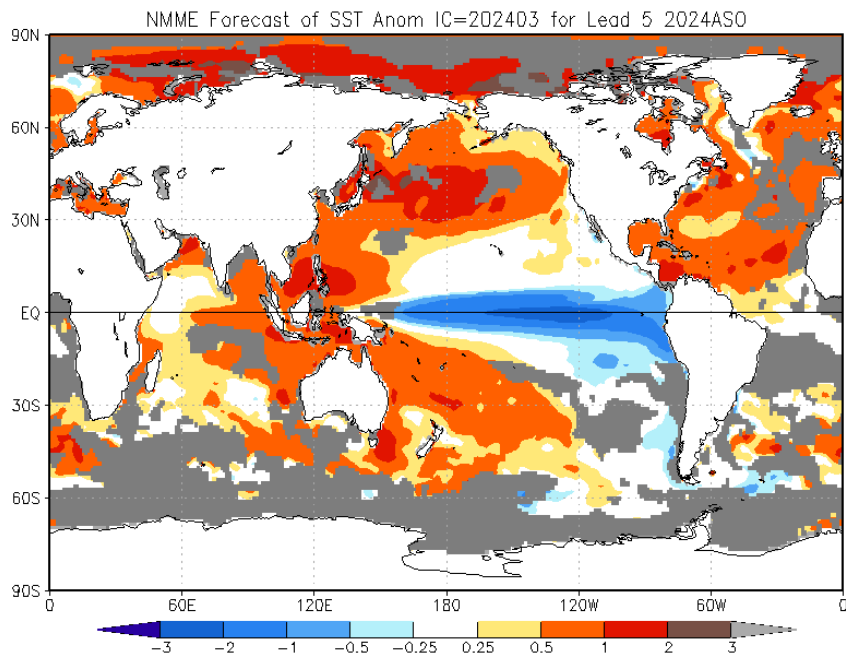 NMME Forecast of SST Anom IC=202403 for Lead 5 2024ASO
90N
60N
30N
EQ
30S
60S
90S
0 60E 120E 180 120W 60W 0
-3 -2 -1 -0.5 -0.25 0.25 0.5 1 2 3